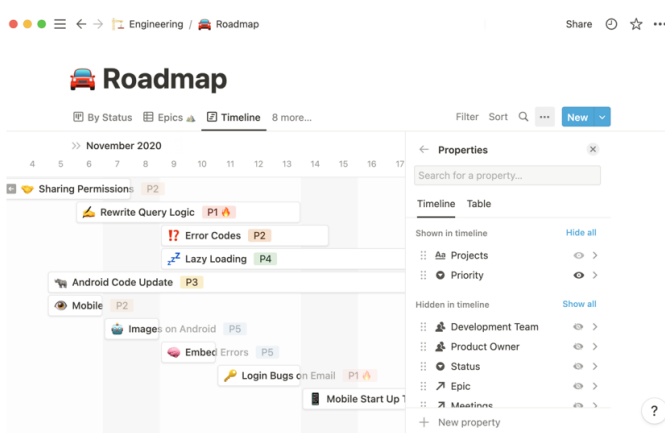 Engineering / Roadmap Share
Roadmap
By Status Epics Timeline 8 more... Filter Sort New
November 2020
4 5 6 7 8 9 10 11 12 13 14 15 16 17
Properties
Search for a property...
Timeline Table
Shown in timeline Hide all
Projects
Priority
Hidden in timeline Show all
Development Team
Product Owner
Status
Epic
Meetings
New property
Sharing Permissions P2
Rewrite Query Logic P1
Error Codes P2
Lazy Loading P4
Android Code Update P3
Mobile P2
Images on Android P5
Embed Errors P5
Login Bugs on Email P1
Mobile Start Up T
?